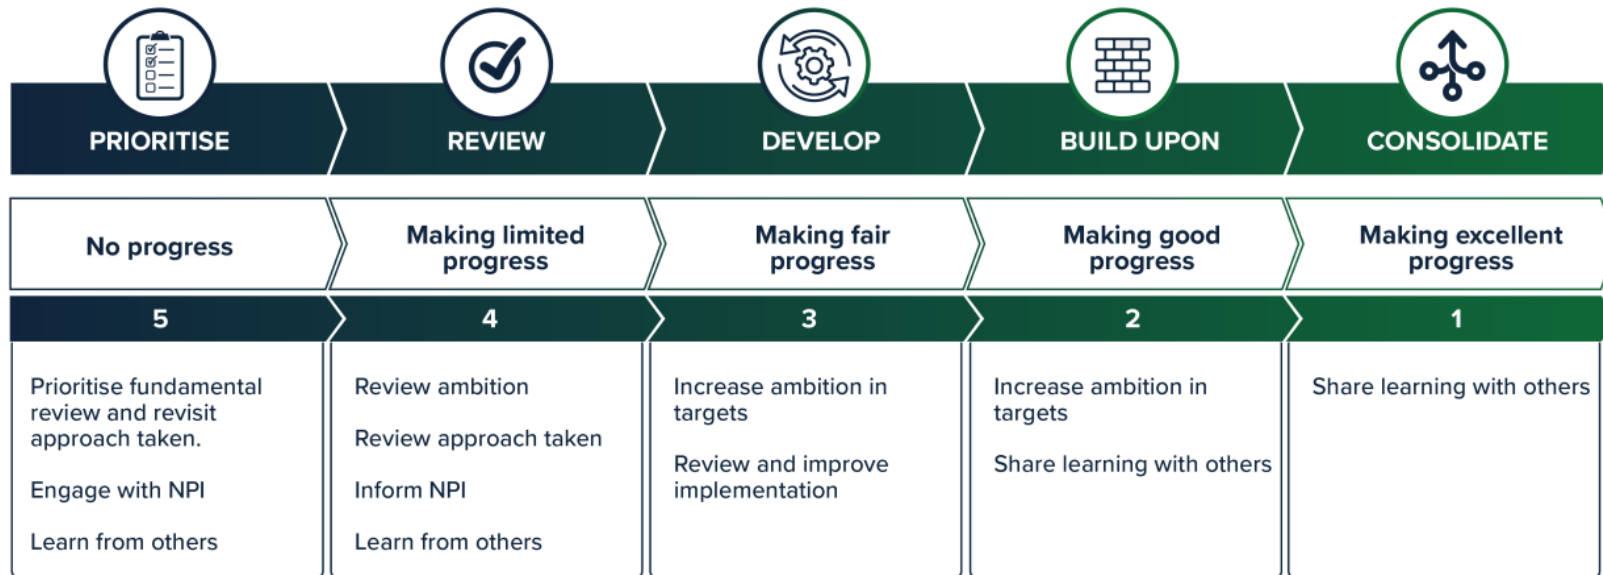 PRIORITISE
REVIEW
DEVELOP
BUILD UPON
CONSOLIDATE
No progress
Making limited
progress
Making fair
progress
Making good
progress
Making excellent
progress
5
4
3
2
1
Prioritise fundamental
review and revisit
approach taken.
Engage with NPI
Learn from others
Review ambition
Review approach taken
Inform NPI
Learn from others
Increase ambition in
targets
Review and improve
implementation
Increase ambition in
targets
Share learning with others
Share learning with others